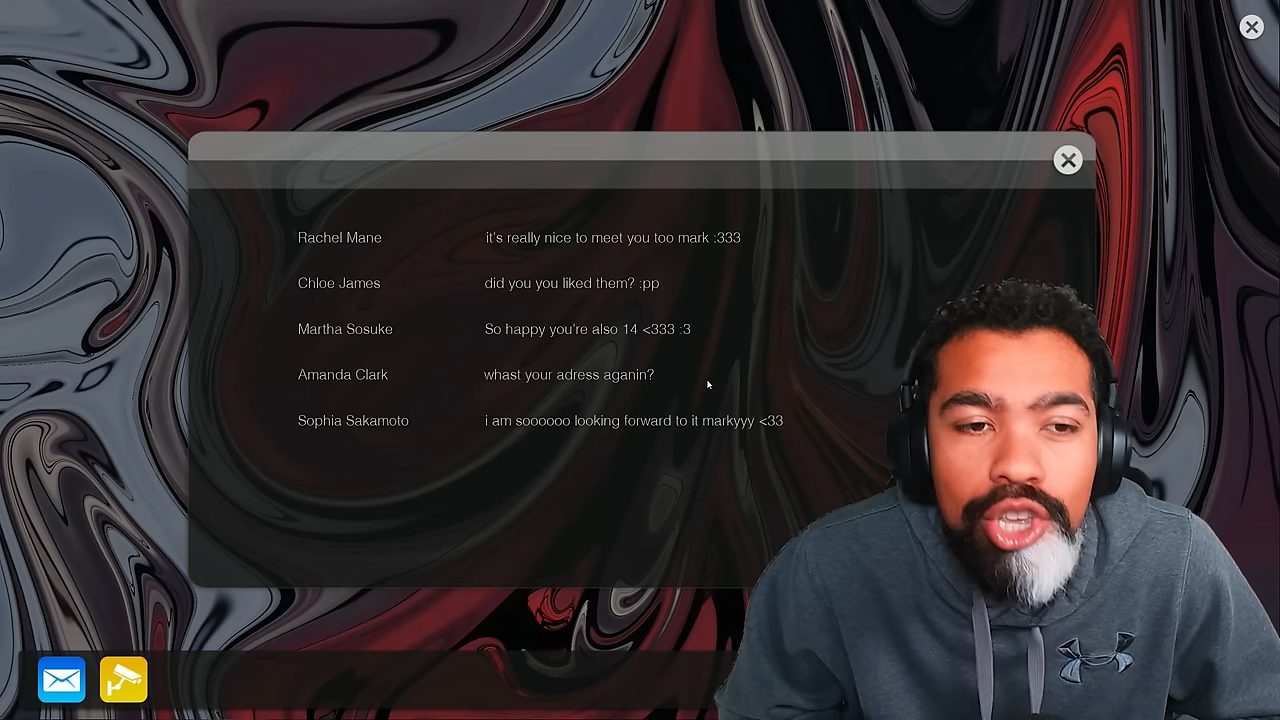 Rachel Mane it's really nice to meet you too mark :333
Chloe James did you you liked them? :pp
Martha Sosuke So happy you're also 14 <333 :3
Amanda Clark whast your adress aganin?
Sophia Sakamoto i am soooooo looking forward to it markyyy <33